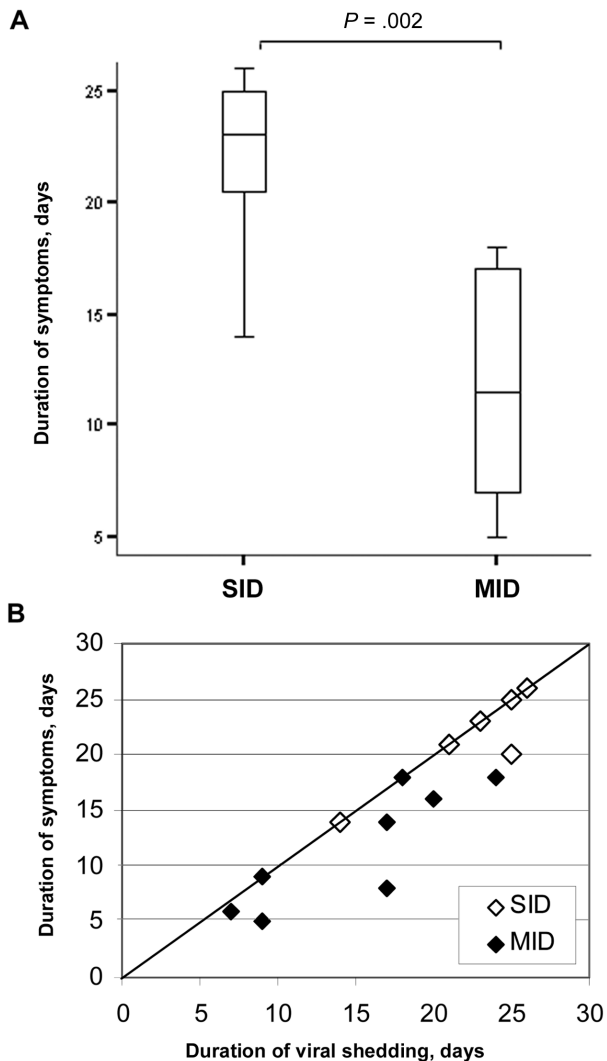 A
P = .002
Duration of symptoms, days
25
20
15
10
5
SID MID
B
Duration of symptoms, days
30
25
20
15
10
5
0
SID
MID
0 5 10 15 20 25 30
Duration of viral shedding, days